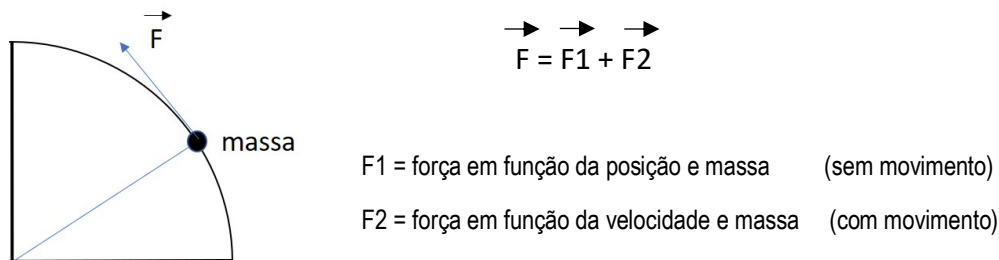 F
F = F1 + F2
massa
F1 = força em função da posição e massa (sem movimento)
F2 = força em função da velocidade e massa (com movimento)